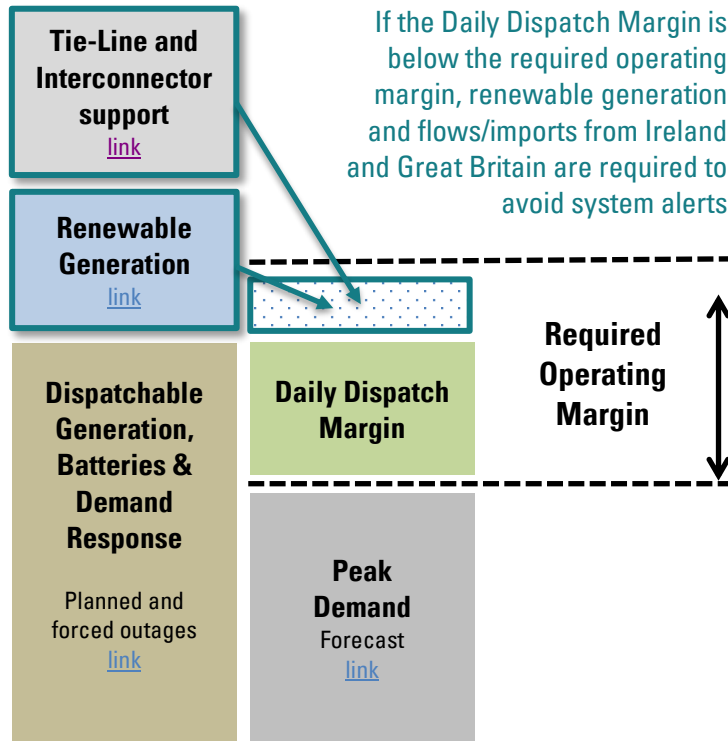 Tie-Line and
Interconnector
support
link
If the Daily Dispatch Margin is
below the required operating
margin, renewable generation
and flows/imports from Ireland
and Great Britain are required to
avoid system alerts
Renewable
Generation
link
Required
Operating
Margin
Daily Dispatch
Margin
Dispatchable
Generation,
Batteries &
Demand
Response
Planned and
forced outages
link
Peak
Demand
Forecast
link